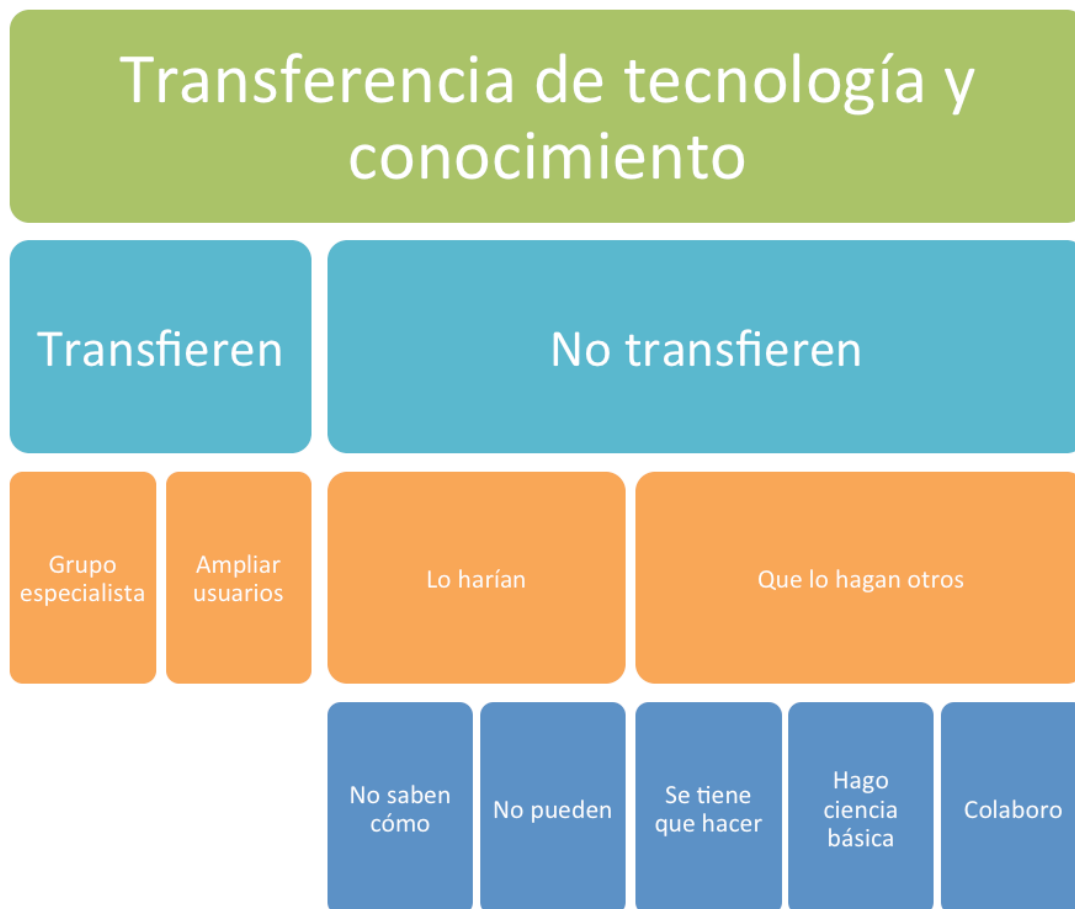 Transferencia de tecnología y
conocimiento
Transfieren
No transfieren
Grupo
especialista
Ampliar
usuarios
Lo harían
Que lo hagan otros
No saben
cómo
No pueden
Se tiene
que hacer
Hago
ciencia
básica
Colaboro